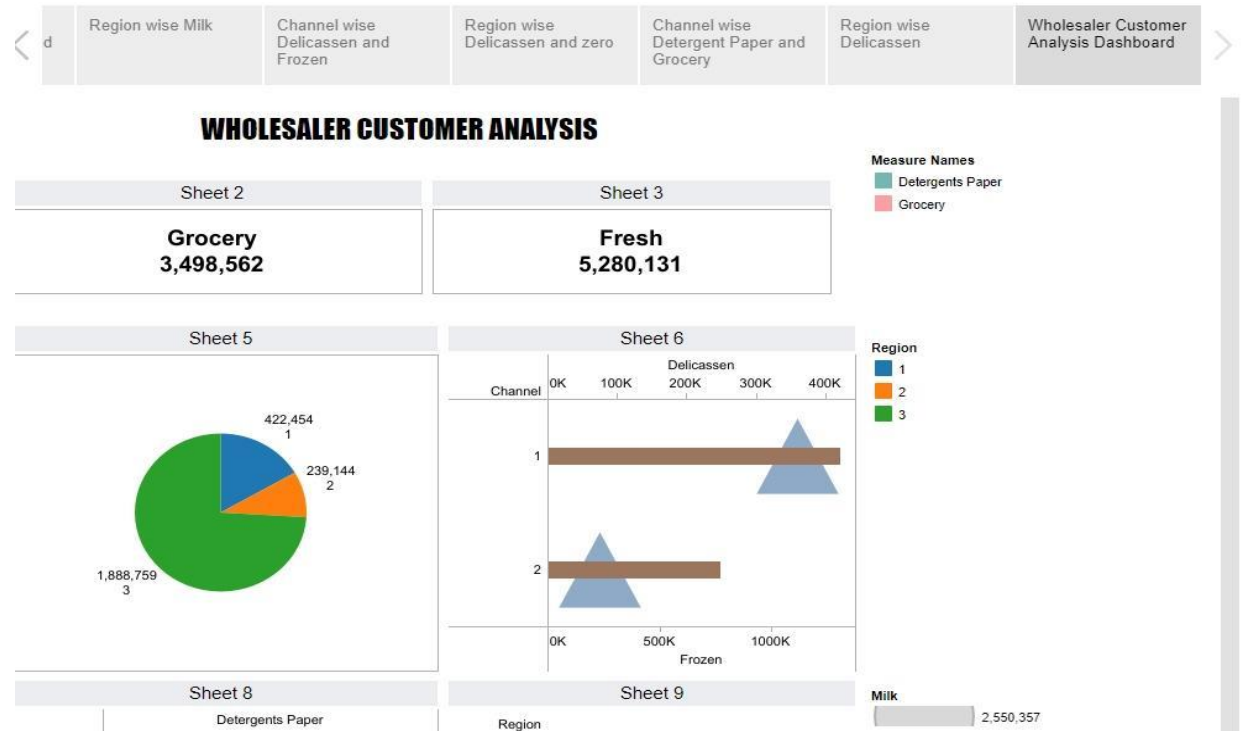 d
Region wise Milk
Channel wise
Delicassen and
Frozen
Region wise
Delicassen and zero
Channel wise
Detergent Paper and
Grocery
Region wise
Delicassen
Wholesaler Customer
Analysis Dashboard
WHOLESALER CUSTOMER ANALYSIS
Measure Names
Detergents Paper
Grocery
Sheet 2
Grocery
3,498,562
Sheet 3
Fresh
5,280,131
Sheet 5
422,454
1
239,144
2
1,888,759
3
Sheet 6
Delicassen
Channel
0K 100K 200K 300K 400K
1
2
0K 500K 1000K
Frozen
Region
1
2
3
Sheet 8
Detergents Paper
Sheet 9
Region
Milk
2,550,357